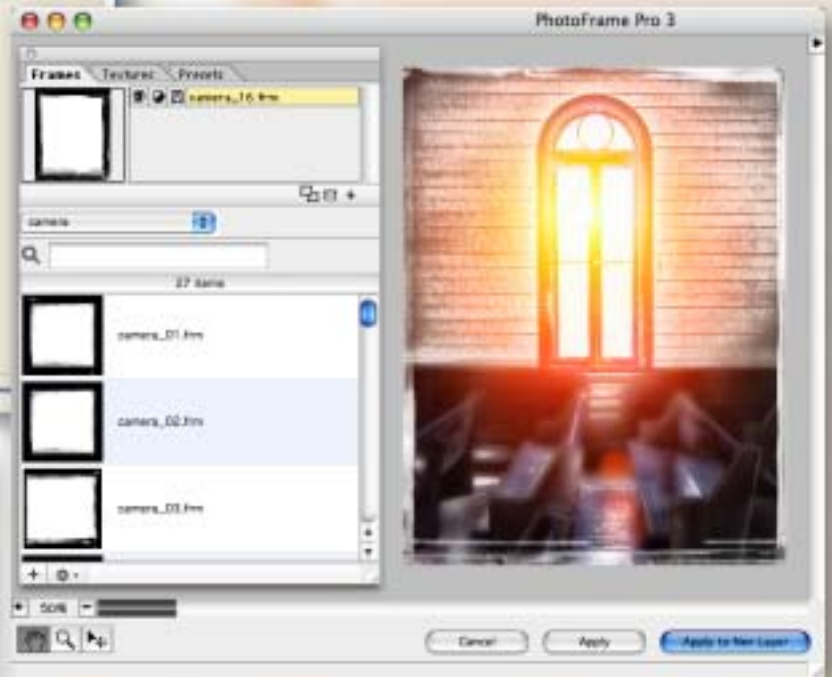 PhotoFrame Pro 3
Frames Textures Presets
camera_16.frm
camera
27 items
camera_01.frm
camera_02.frm
camera_03.frm
50%
Cancel Apply Apply to New Layer